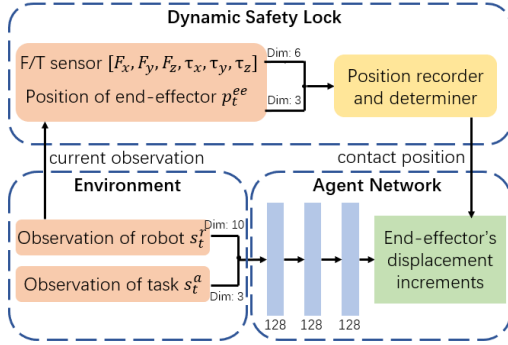 Dynamic Safety Lock
F/T sensor [F_x, F_y, F_z, τ_x, τ_y, τ_z]
Dim: 6
Position of end-effector p_t^ee
Dim: 3
Position recorder
and determiner
current observation
contact position
Environment
Observation of robot s_t^r
Dim: 10
Observation of task s_t^a
Dim: 3
Agent Network
128
128
128
End-effector's
displacement
increments